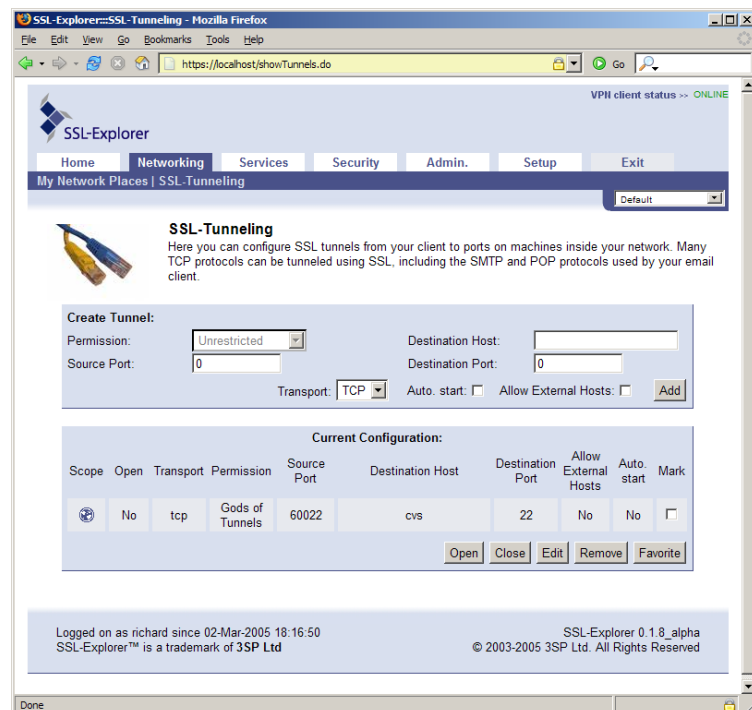 SSL-Explorer:::SSL-Tunneling - Mozilla Firefox
File Edit View Go Bookmarks Tools Help
https://localhost/showTunnels.do Go
VPN client status >> ONLINE
SSL-Explorer
Home Networking Services Security Admin. Setup Exit
My Network Places | SSL-Tunneling
Default
SSL-Tunneling
Here you can configure SSL tunnels from your client to ports on machines inside your network. Many
TCP protocols can be tunneled using SSL, including the SMTP and POP protocols used by your email
client.
Create Tunnel:
Permission: Unrestricted Destination Host:
Source Port: 0 Destination Port: 0
Transport: TCP Auto. start: Allow External Hosts: Add
Current Configuration:
Scope Open Transport Permission Source Port Destination Host Destination Port Allow External Hosts Auto. start Mark
No tcp Gods of Tunnels 60022 cvs 22 No No
Open Close Edit Remove Favorite
Logged on as richard since 02-Mar-2005 18:16:50 SSL-Explorer 0.1.8_alpha
SSL-Explorer™ is a trademark of 3SP Ltd © 2003-2005 3SP Ltd. All Rights Reserved
Done